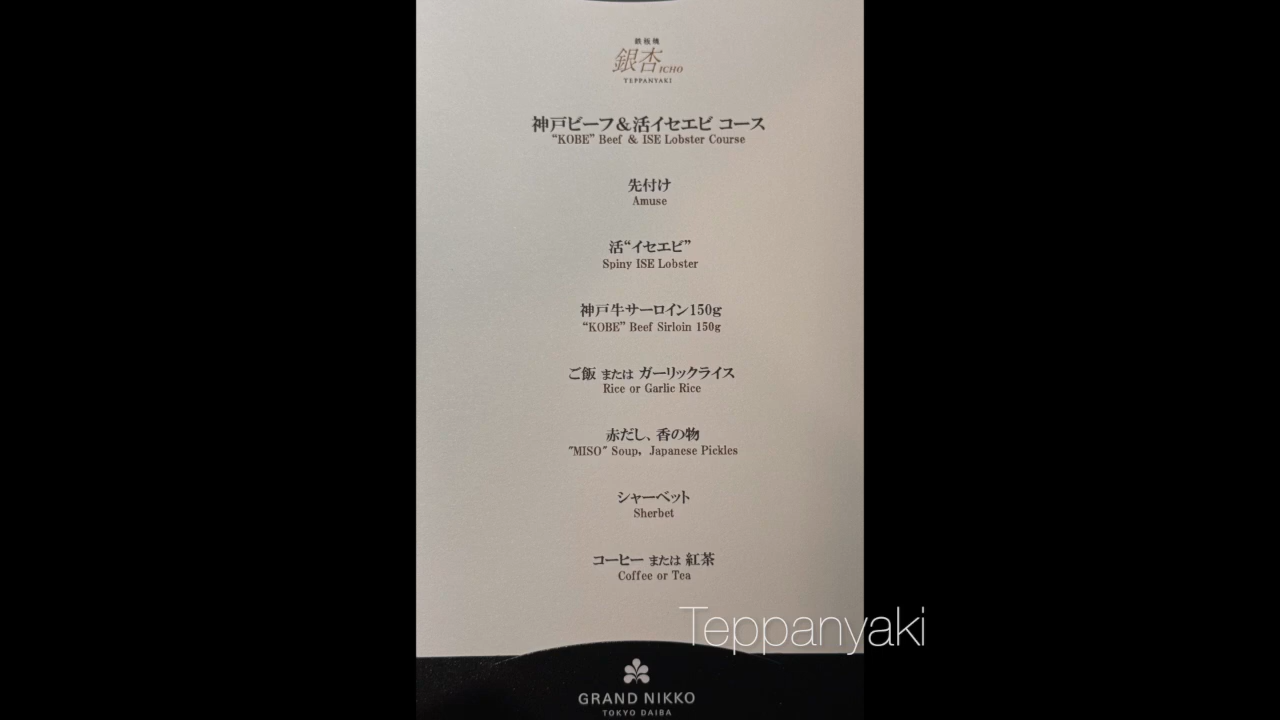 鉄板焼
銀杏 ICHO
TEPPANYAKI
神戸ビーフ&活イセエビ コース
“KOBE” Beef & ISE Lobster Course
先付け
Amuse
活“イセエビ”
Spiny ISE Lobster
神戸牛サーロイン150g
“KOBE” Beef Sirloin 150g
ご飯 または ガーリックライス
Rice or Garlic Rice
赤だし、香の物
"MISO" Soup, Japanese Pickles
シャーベット
Sherbet
コーヒー または 紅茶
Coffee or Tea
Teppanyaki
GRAND NIKKO
TOKYO DAIBA